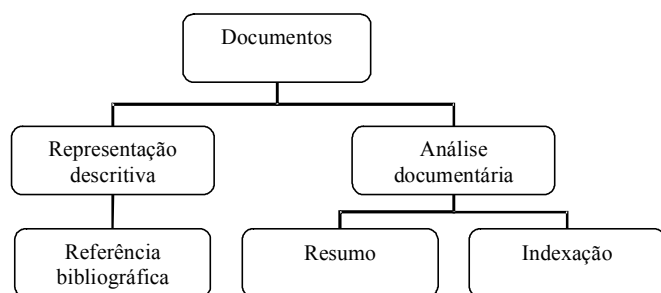 Documentos
Representação
descritiva
Análise
documentária
Referência
bibliográfica
Resumo
Indexação